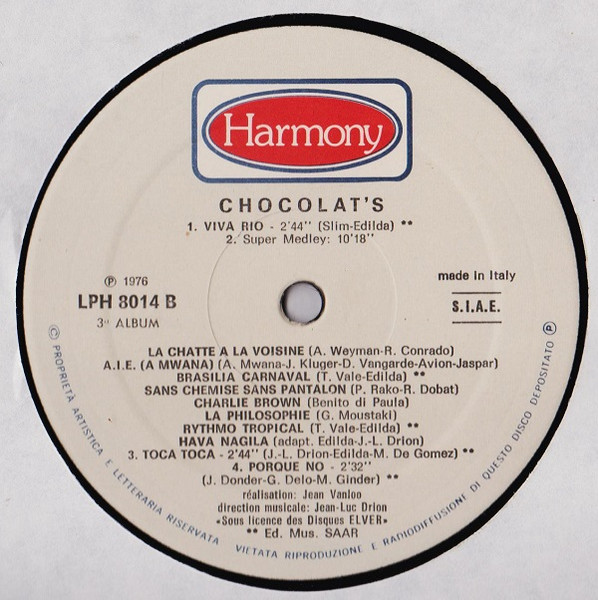 Harmony
CHOCOLAT'S
1. VIVA RIO - 2'44'' (Slim-Edilda) **
2. Super Medley: 10'18''
℗ 1976
LPH 8014 B
3° ALBUM
made in Italy
S.I.A.E.
LA CHATTE A LA VOISINE (A. Weyman-R. Conrado)
A.I.E. (A MWANA) (A. Mwana-J. Kluger-D. Vangarde-Avion-Jaspar)
BRASILIA CARNAVAL (T. Vale-Edilda) **
SANS CHEMISE SANS PANTALON (P. Rako-R. Dobat)
CHARLIE BROWN (Benito di Paula)
LA PHILOSOPHIE (G. Moustaki)
RYTHMO TROPICAL (T. Vale-Edilda) **
HAVA NAGILA (adapt. Edilda-J.-L. Drion)
3. TOCA TOCA - 2'44'' (J.-L. Drion-Edilda-M. De Gomez) **
4. PORQUE NO - 2'32''
(J. Donder-G. Delo-M. Ginder) **
réalisation: Jean Vanloo
direction musicale: Jean-Luc Drion
«Sous licence des Disques ELVER»
** Ed. Mus. SAAR
© PROPRIETÀ ARTISTICA E LETTERARIA RISERVATA VIETATA RIPRODUZIONE E RADIODIFFUSIONE DI QUESTO DISCO DEPOSITATO ℗